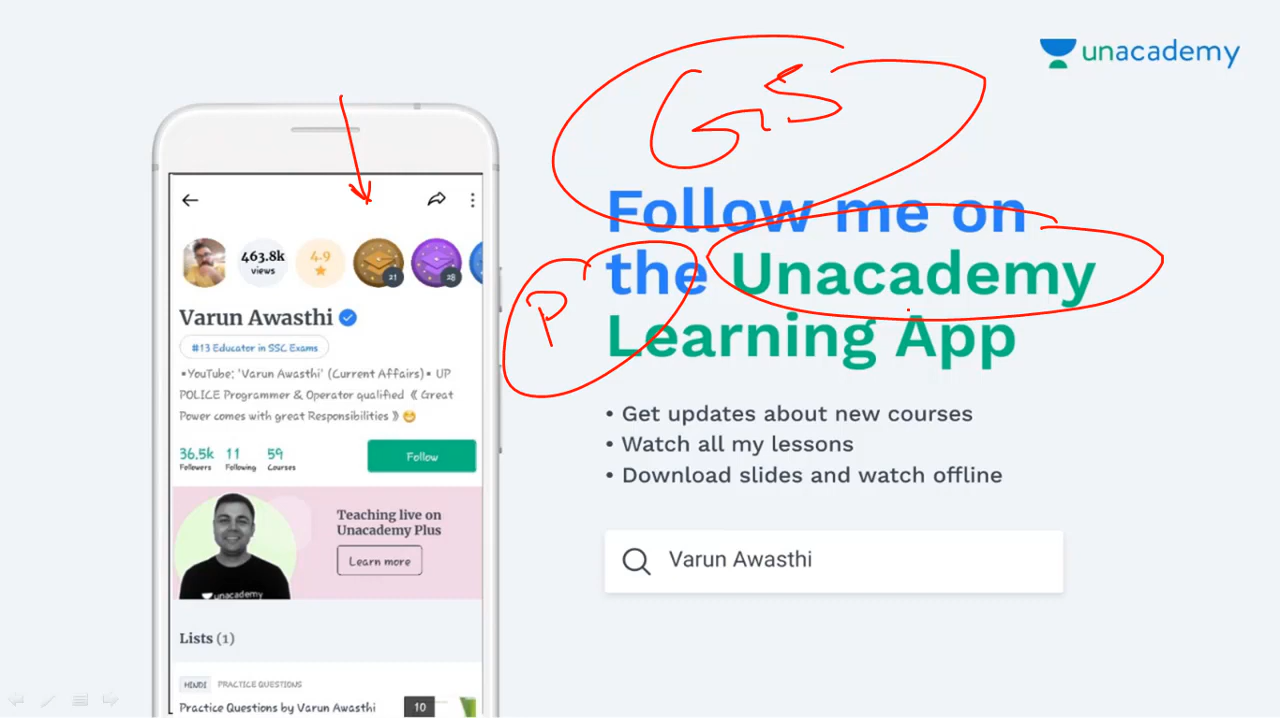 unacademy
GS
Follow me on
the Unacademy
Learning App
P
• Get updates about new courses
• Watch all my lessons
• Download slides and watch offline
Varun Awasthi
463.8k
views
4.9
21
28
Varun Awasthi
#13 Educator in SSC Exams
▪YouTube: 'Varun Awasthi' (Current Affairs)▪ UP
POLICE Programmer & Operator qualified 《 Great
Power comes with great Responsibilities 》😁
36.5k 11 59
Followers Following Courses
Follow
Teaching live on
Unacademy Plus
Learn more
unacademy
Lists (1)
HINDI PRACTICE QUESTIONS
Practice Questions by Varun Awasthi
10